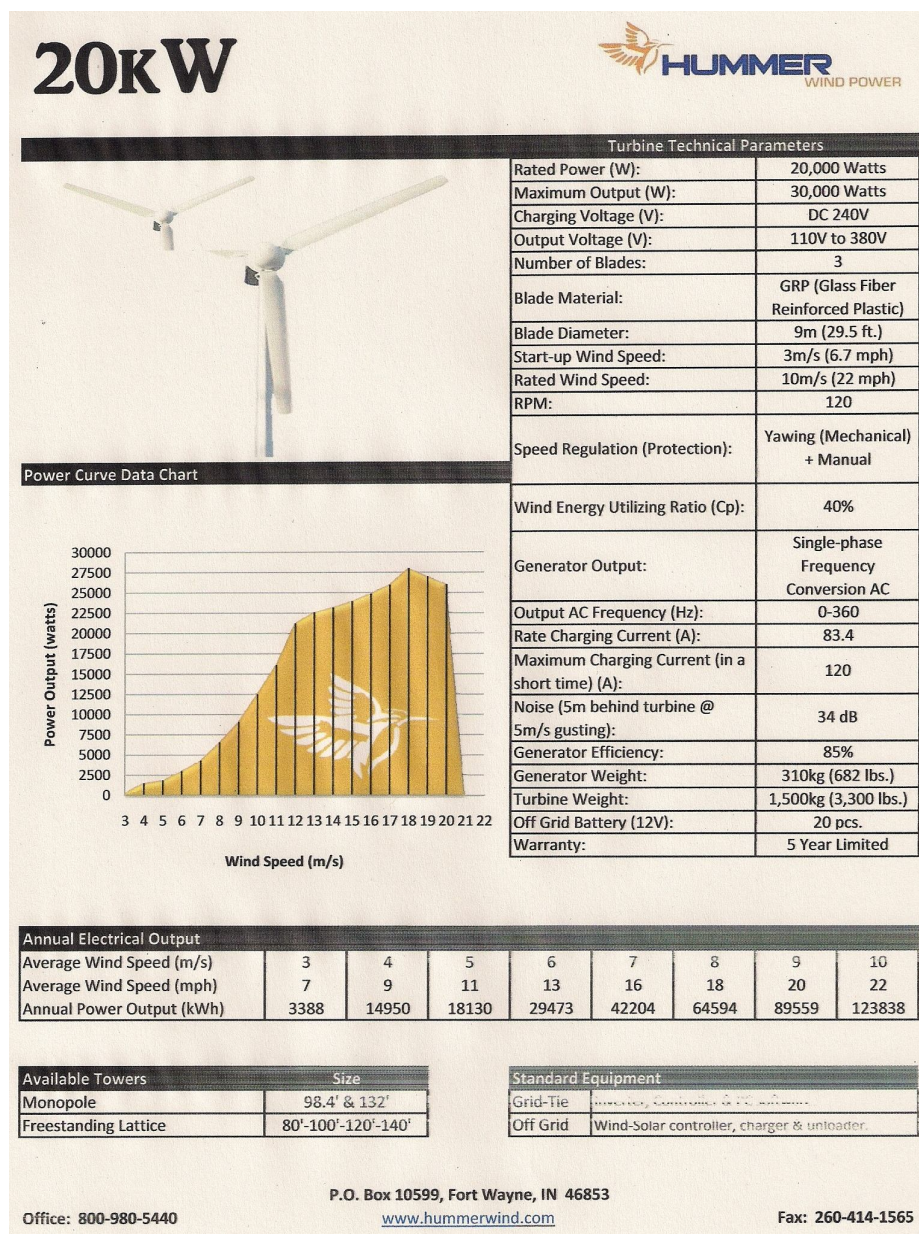 20KW
HUMMER
WIND POWER
Turbine Technical Parameters
Rated Power (W): 20,000 Watts
Maximum Output (W): 30,000 Watts
Charging Voltage (V): DC 240V
Output Voltage (V): 110V to 380V
Number of Blades: 3
Blade Material: GRP (Glass Fiber
Reinforced Plastic)
Blade Diameter: 9m (29.5 ft.)
Start-up Wind Speed: 3m/s (6.7 mph)
Rated Wind Speed: 10m/s (22 mph)
RPM: 120
Speed Regulation (Protection): Yawing (Mechanical)
+ Manual
Wind Energy Utilizing Ratio (Cp): 40%
Generator Output: Single-phase
Frequency
Conversion AC
Output AC Frequency (Hz): 0-360
Rate Charging Current (A): 83.4
Maximum Charging Current (in a
short time) (A): 120
Noise (5m behind turbine @
5m/s gusting): 34 dB
Generator Efficiency: 85%
Generator Weight: 310kg (682 lbs.)
Turbine Weight: 1,500kg (3,300 lbs.)
Off Grid Battery (12V): 20 pcs.
Warranty: 5 Year Limited
Power Curve Data Chart
30000
27500
25000
22500
20000
17500
15000
12500
10000
7500
5000
2500
0
Power Output (watts)
3 4 5 6 7 8 9 10 11 12 13 14 15 16 17 18 19 20 21 22
Wind Speed (m/s)
Annual Electrical Output
Average Wind Speed (m/s) 3 4 5 6 7 8 9 10
Average Wind Speed (mph) 7 9 11 13 16 18 20 22
Annual Power Output (kWh) 3388 14950 18130 29473 42204 64594 89559 123838
Available Towers Size
Monopole 98.4' & 132'
Freestanding Lattice 80'-100'-120'-140'
Standard Equipment
Grid-Tie Inverter, Controller & PC
Off Grid Wind-Solar controller, charger & unloader.
P.O. Box 10599, Fort Wayne, IN 46853
Office: 800-980-5440 www.hummerwind.com Fax: 260-414-1565